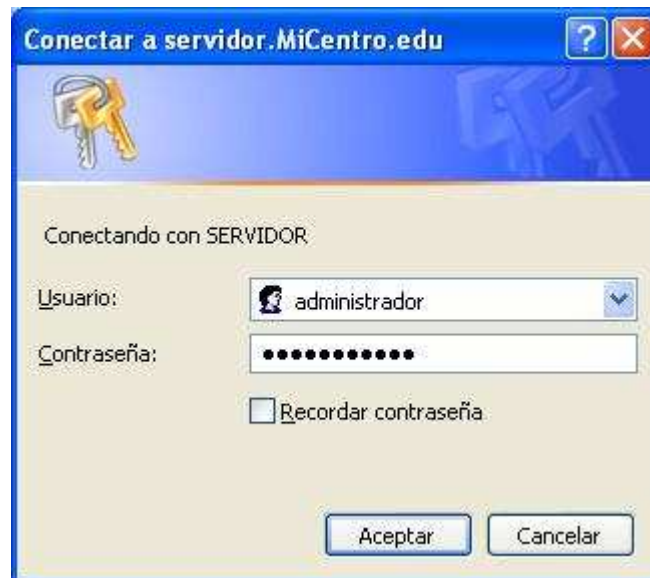 Conectar a servidor.MiCentro.edu
Conectando con SERVIDOR
Usuario: administrador
Contraseña: ●●●●●●●●●●●
Recordar contraseña
Aceptar Cancelar